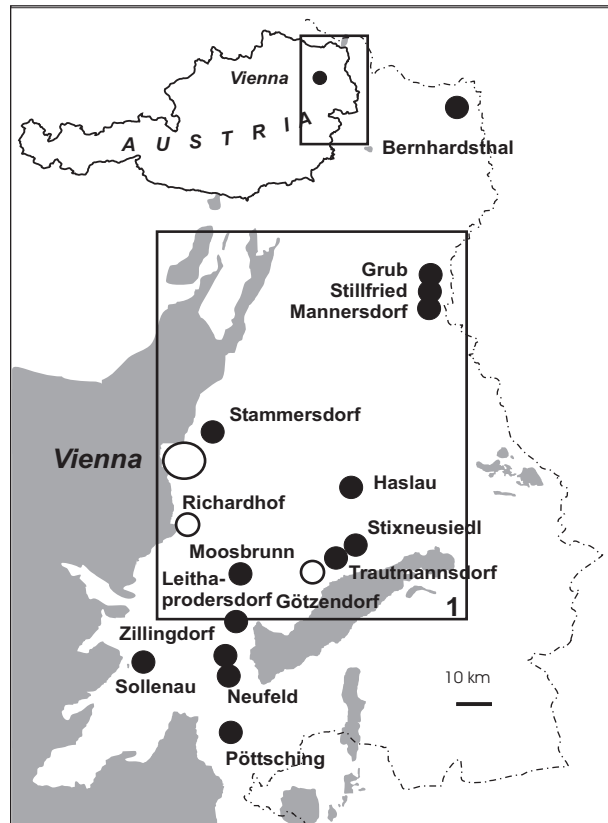 Vienna
A U S T R I A
Bernhardsthal
Grub
Stillfried
Mannersdorf
Stammersdorf
Vienna
Haslau
Richardhof
Stixneusiedl
Moosbrunn
Trautmannsdorf
Leitha-
prodersdorf
Götzendorf
1
Zillingdorf
Sollenau
Neufeld
10 km
Pöttsching